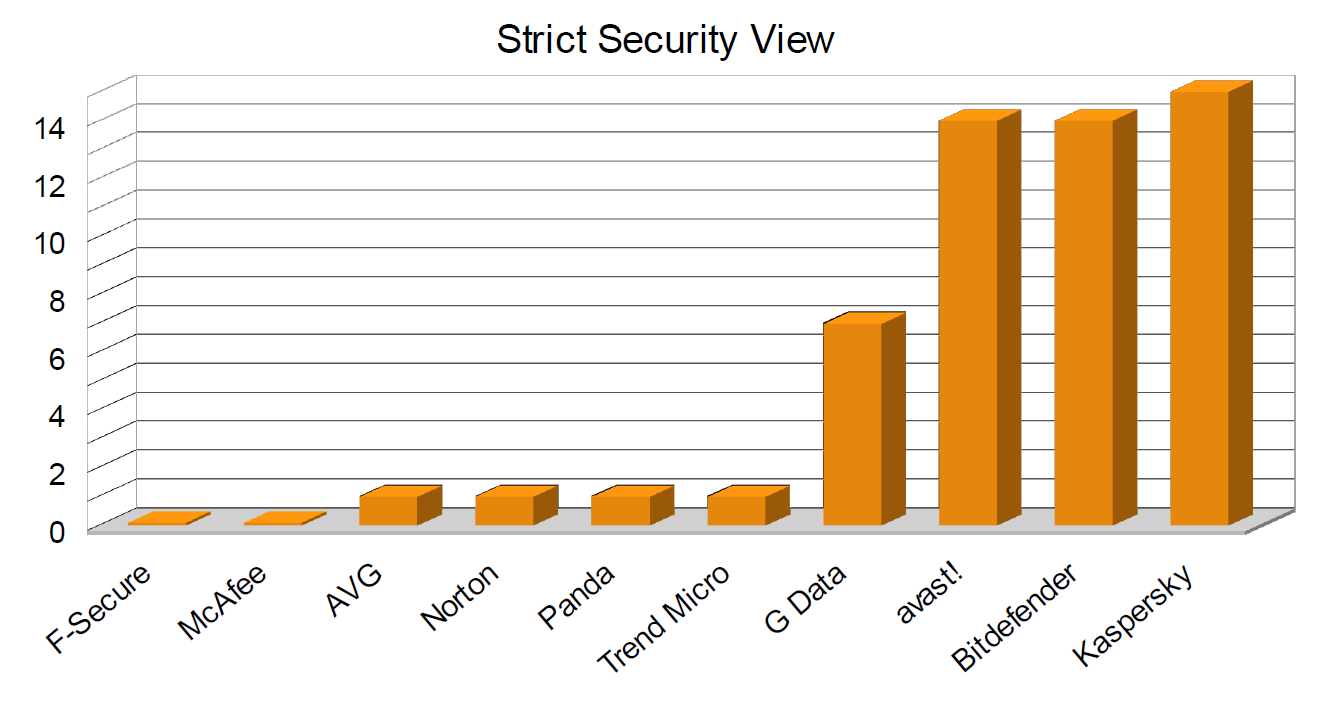 Strict Security View
14
12
10
8
6
4
2
0
F-Secure
McAfee
AVG
Norton
Panda
Trend Micro
G Data
avast!
Bitdefender
Kaspersky